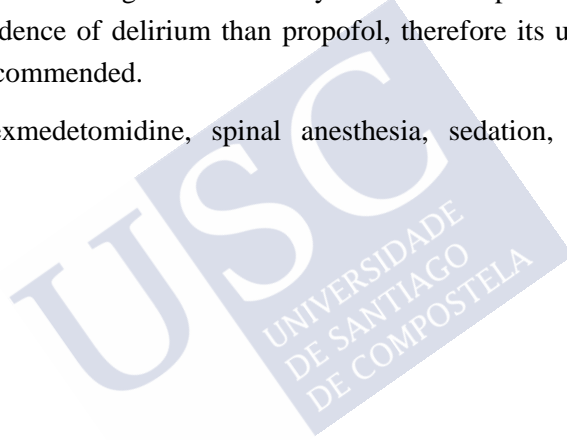 dence of delirium than propofol, therefore its u
commended.
exmedetomidine, spinal anesthesia, sedation,
USC
UNIVERSIDADE
DE SANTIAGO
DE COMPOSTELA